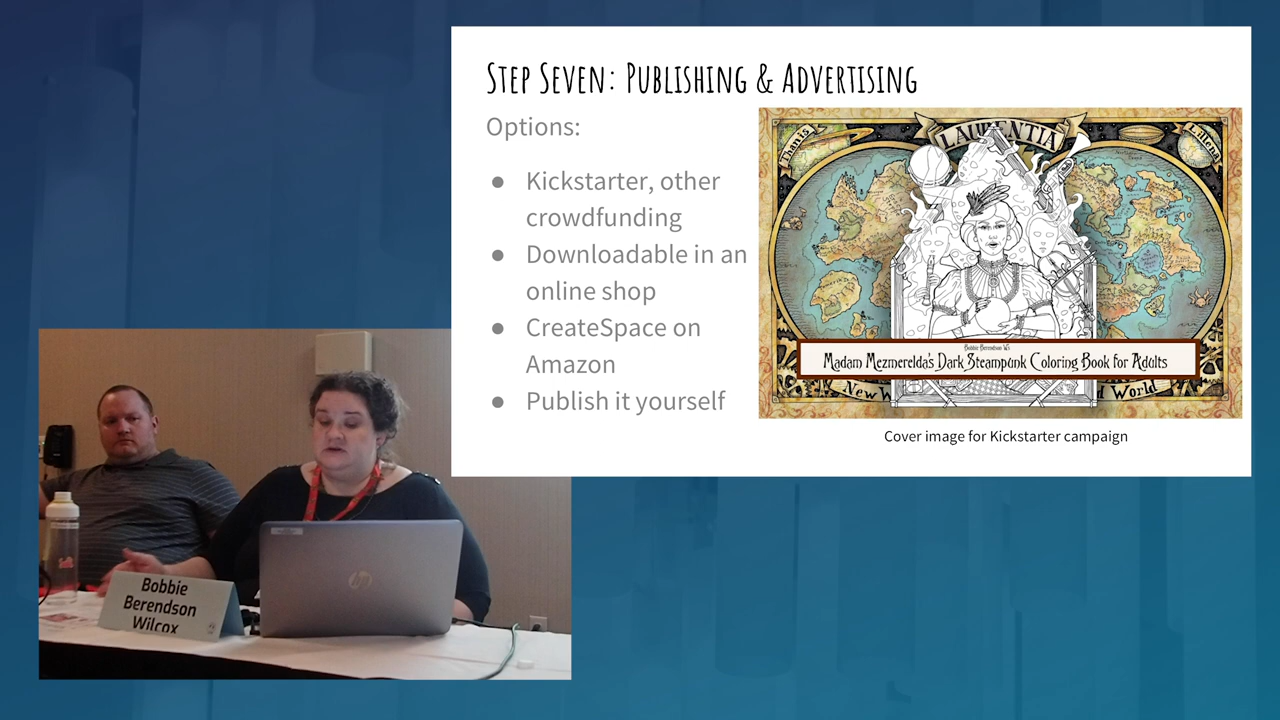 Step Seven: Publishing & Advertising
Options:
● Kickstarter, other
crowdfunding
● Downloadable in an
online shop
● CreateSpace on
Amazon
● Publish it yourself
Thanis
LAURENTIA
Lillena
Bobbie Berendson W's
Madam Mezmerelda's Dark Steampunk Coloring Book for Adults
New W
d World
Cover image for Kickstarter campaign
Bobbie
Berendson
Wilcox
hp